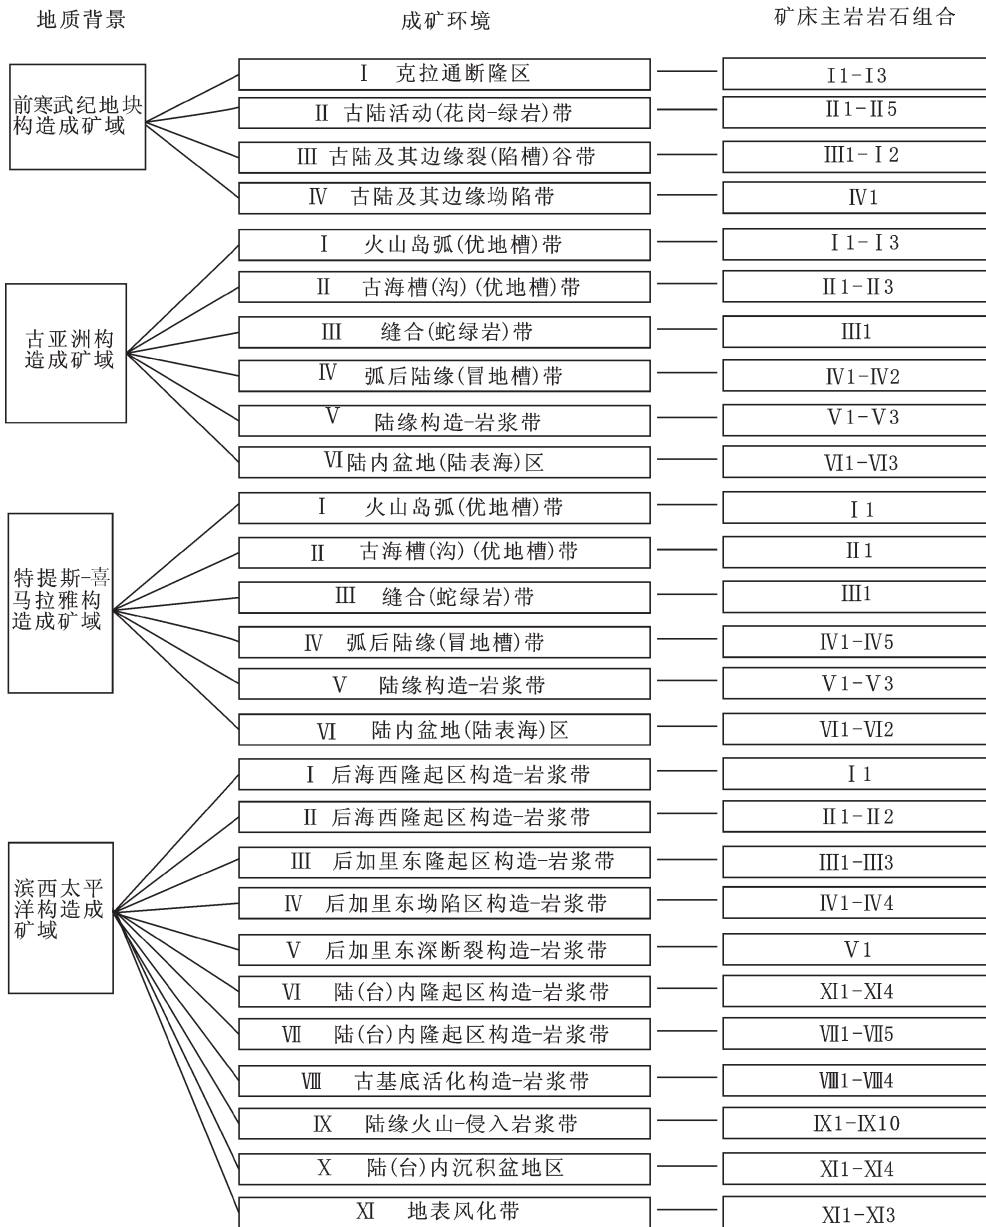 地质背景
成矿环境
矿床主岩岩石组合
前寒武纪地块
构造成矿域
Ⅰ 克拉通断隆区
Ⅰ1-Ⅰ3
Ⅱ 古陆活动(花岗-绿岩)带
Ⅱ1-Ⅱ5
Ⅲ 古陆及其边缘裂(陷槽)谷带
Ⅲ1-Ⅰ2
Ⅳ 古陆及其边缘坳陷带
Ⅳ1
古亚洲构
造成矿域
Ⅰ 火山岛弧(优地槽)带
Ⅰ1-Ⅰ3
Ⅱ 古海槽(沟)(优地槽)带
Ⅱ1-Ⅱ3
Ⅲ 缝合(蛇绿岩)带
Ⅲ1
Ⅳ 弧后陆缘(冒地槽)带
Ⅳ1-Ⅳ2
Ⅴ 陆缘构造-岩浆带
Ⅴ1-Ⅴ3
Ⅵ 陆内盆地(陆表海)区
Ⅵ1-Ⅵ3
特提斯-喜
马拉雅构
造成矿域
Ⅰ 火山岛弧(优地槽)带
Ⅰ1
Ⅱ 古海槽(沟)(优地槽)带
Ⅱ1
Ⅲ 缝合(蛇绿岩)带
Ⅲ1
Ⅳ 弧后陆缘(冒地槽)带
Ⅳ1-Ⅳ5
Ⅴ 陆缘构造-岩浆带
Ⅴ1-Ⅴ3
Ⅵ 陆内盆地(陆表海)区
Ⅵ1-Ⅵ2
滨西太平
洋构造成
矿域
Ⅰ 后海西隆起区构造-岩浆带
Ⅰ1
Ⅱ 后海西隆起区构造-岩浆带
Ⅱ1-Ⅱ2
Ⅲ 后加里东隆起区构造-岩浆带
Ⅲ1-Ⅲ3
Ⅳ 后加里东坳陷区构造-岩浆带
Ⅳ1-Ⅳ4
Ⅴ 后加里东深断裂构造-岩浆带
Ⅴ1
Ⅵ 陆(台)内隆起区构造-岩浆带
Ⅺ1-Ⅺ4
Ⅶ 陆(台)内隆起区构造-岩浆带
Ⅶ1-Ⅶ5
Ⅷ 古基底活化构造-岩浆带
Ⅷ1-Ⅷ4
Ⅸ 陆缘火山-侵入岩浆带
Ⅸ1-Ⅸ10
Ⅹ 陆(台)内沉积盆地区
Ⅺ1-Ⅺ4
Ⅺ 地表风化带
Ⅺ1-Ⅺ3